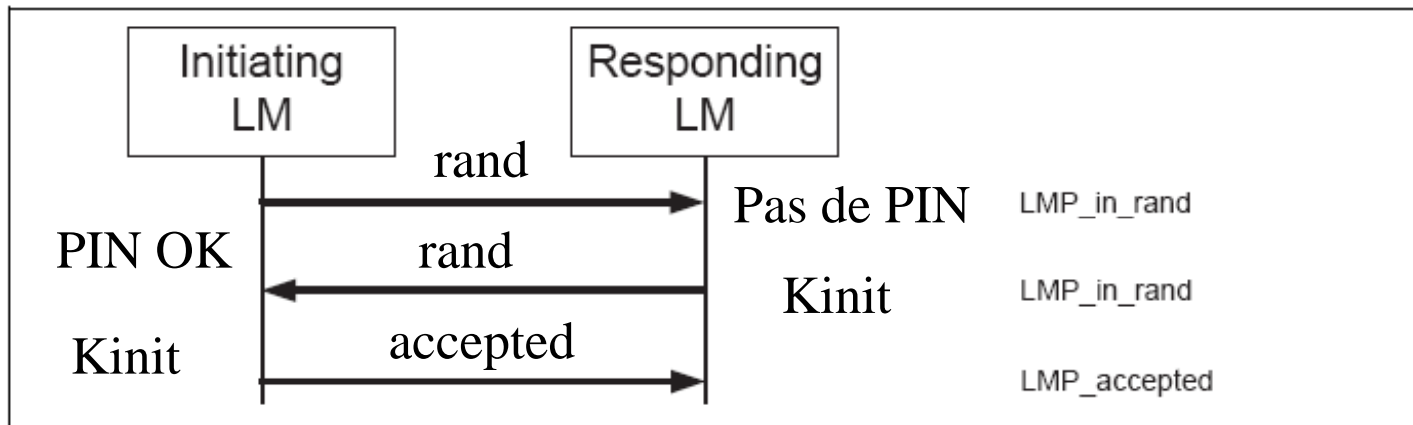 Initiating
LM
Responding
LM
rand
Pas de PIN
LMP_in_rand
PIN OK
rand
Kinit
LMP_in_rand
Kinit
accepted
LMP_accepted